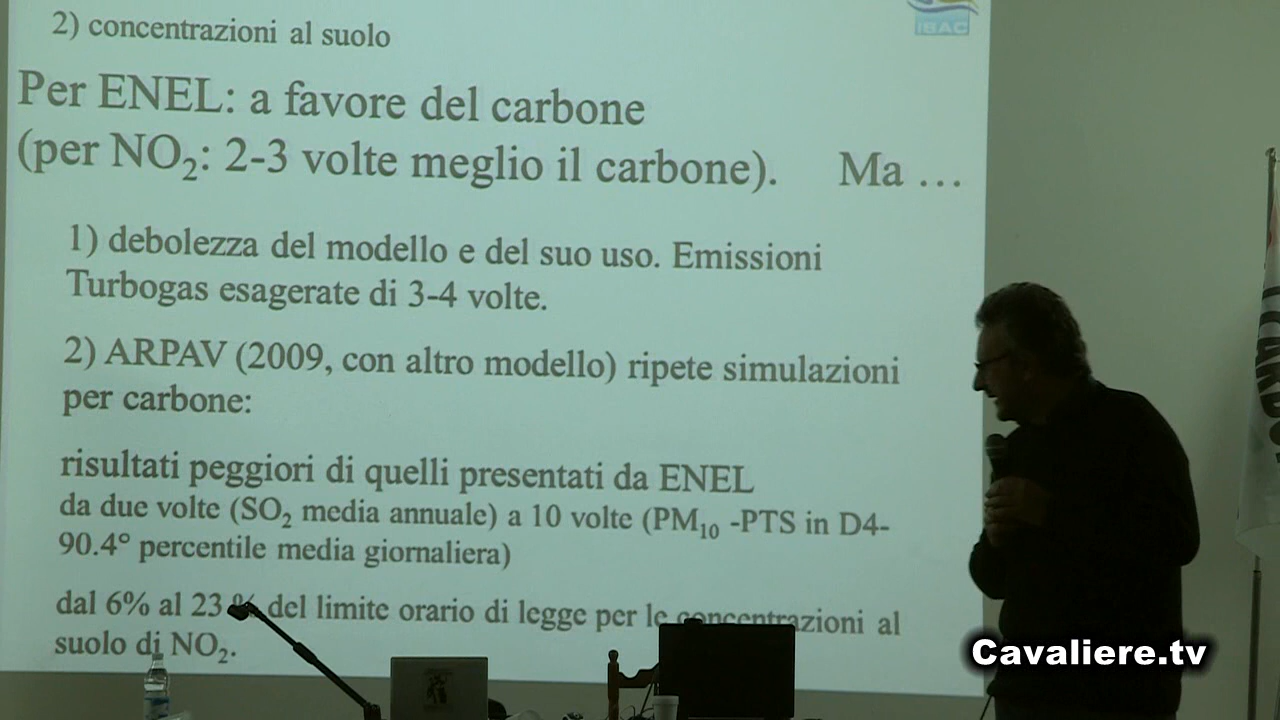 IBAC
2) concentrazioni al suolo
Per ENEL: a favore del carbone
(per NO₂: 2-3 volte meglio il carbone). Ma …
1) debolezza del modello e del suo uso. Emissioni
Turbogas esagerate di 3-4 volte.
2) ARPAV (2009, con altro modello) ripete simulazioni
per carbone:
risultati peggiori di quelli presentati da ENEL
da due volte (SO₂ media annuale) a 10 volte (PM₁₀ -PTS in D4-
90.4° percentile media giornaliera)
dal 6% al 23 % del limite orario di legge per le concentrazioni al
suolo di NO₂.
Cavaliere.tv